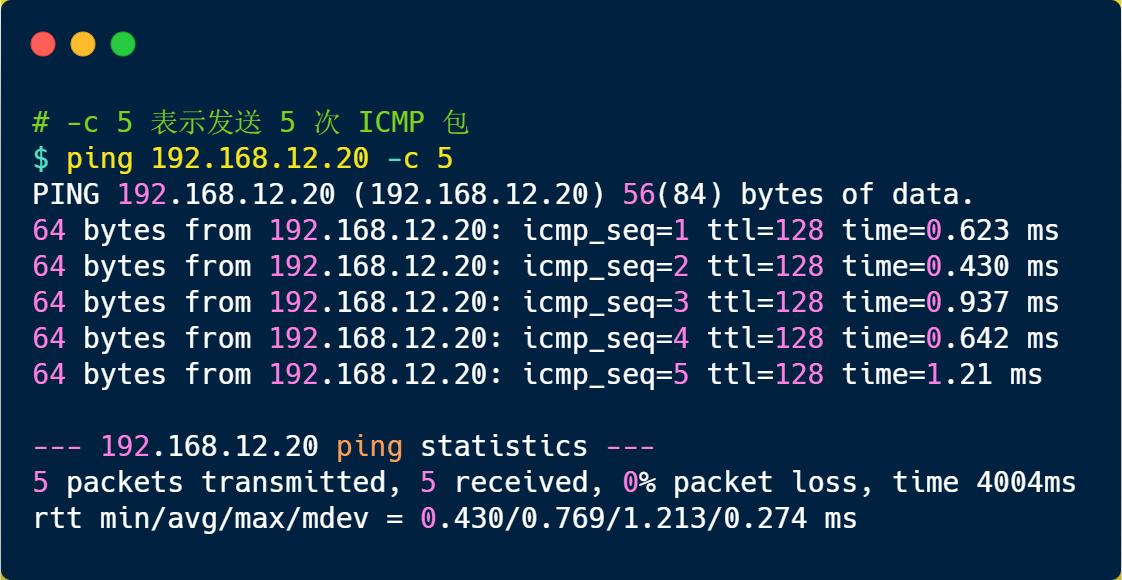 # -c 5 表示发送 5 次 ICMP 包
$ ping 192.168.12.20 -c 5
PING 192.168.12.20 (192.168.12.20) 56(84) bytes of data.
64 bytes from 192.168.12.20: icmp_seq=1 ttl=128 time=0.623 ms
64 bytes from 192.168.12.20: icmp_seq=2 ttl=128 time=0.430 ms
64 bytes from 192.168.12.20: icmp_seq=3 ttl=128 time=0.937 ms
64 bytes from 192.168.12.20: icmp_seq=4 ttl=128 time=0.642 ms
64 bytes from 192.168.12.20: icmp_seq=5 ttl=128 time=1.21 ms
--- 192.168.12.20 ping statistics ---
5 packets transmitted, 5 received, 0% packet loss, time 4004ms
rtt min/avg/max/mdev = 0.430/0.769/1.213/0.274 ms